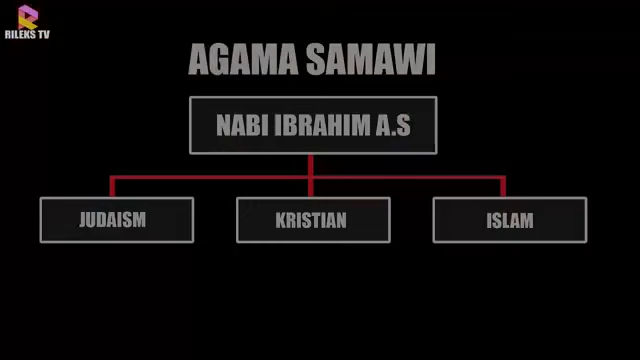 RILEKS TV
AGAMA SAMAWI
NABI IBRAHIM A.S
JUDAISM
KRISTIAN
ISLAM